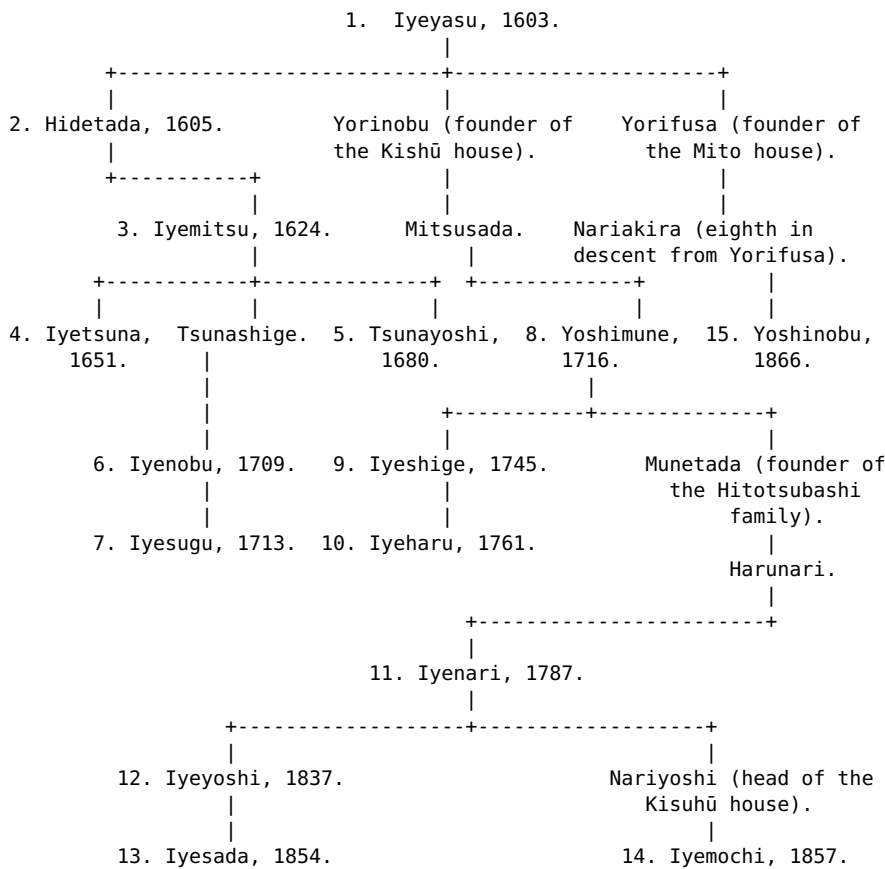 1. Iyeyasu, 1603.
2. Hidetada, 1605. Yorinobu (founder of Yorifusa (founder of
the Kishū house). the Mito house).
3. Iyemitsu, 1624. Mitsusada. Nariakira (eighth in
descent from Yorifusa).
4. Iyetsuna, Tsunashige. 5. Tsunayoshi, 8. Yoshimune, 15. Yoshinobu,
1651. 1680. 1716. 1866.
6. Iyenobu, 1709. 9. Iyeshige, 1745. Munetada (founder of
the Hitotsubashi
family).
7. Iyesugu, 1713. 10. Iyeharu, 1761.
Harunari.
11. Iyenari, 1787.
12. Iyeyoshi, 1837. Nariyoshi (head of the
Kisuhū house).
13. Iyesada, 1854. 14. Iyemochi, 1857.